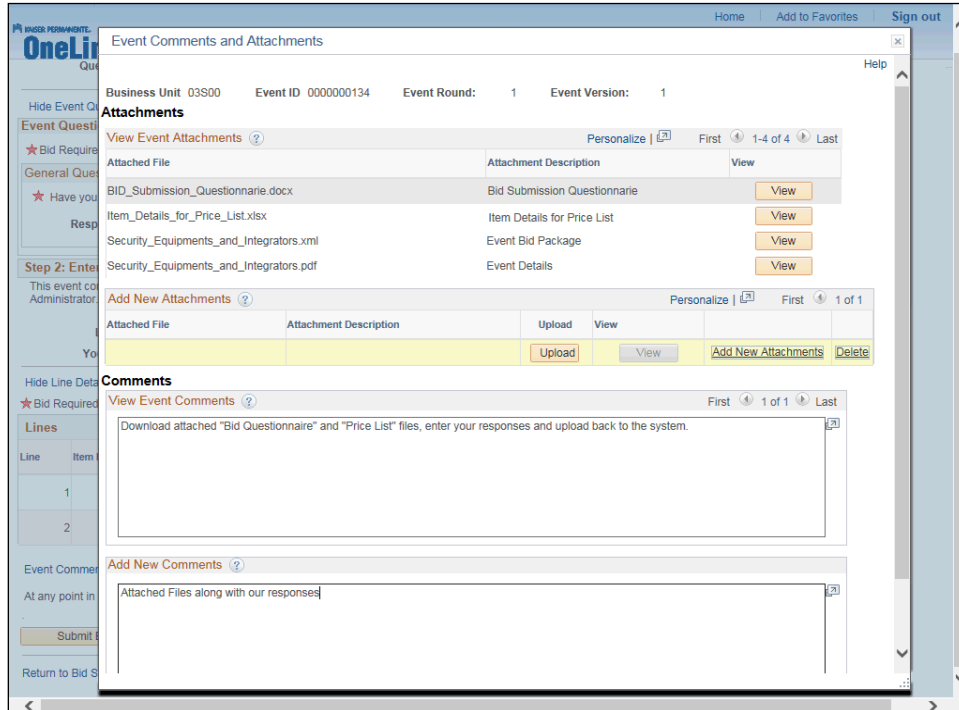 Home Add to Favorites Sign out
KAISER PERMANENTE
OneLi
Que
Event Comments and Attachments
Help
Business Unit 03S00 Event ID 0000000134 Event Round: 1 Event Version: 1
Hide Event Qu
Attachments
Event Questi
View Event Attachments Personalize | First 1-4 of 4 Last
Bid Require
Attached File Attachment Description View
General Ques
BID_Submission_Questionnarie.docx Bid Submission Questionnarie View
Have you
Item_Details_for_Price_List.xlsx Item Details for Price List View
Resp
Security_Equipments_and_Integrators.xml Event Bid Package View
Security_Equipments_and_Integrators.pdf Event Details View
Step 2: Enter
This event co
Administrator.
Add New Attachments Personalize | First 1 of 1
Attached File Attachment Description Upload View
Yo
Upload View Add New Attachments Delete
Hide Line Deta
Comments
Bid Required
View Event Comments First 1 of 1 Last
Lines
Download attached "Bid Questionnaire" and "Price List" files, enter your responses and upload back to the system.
Line Item
1
2
Event Commer
Add New Comments
At any point in
Attached Files along with our responses
Submit
Return to Bid S